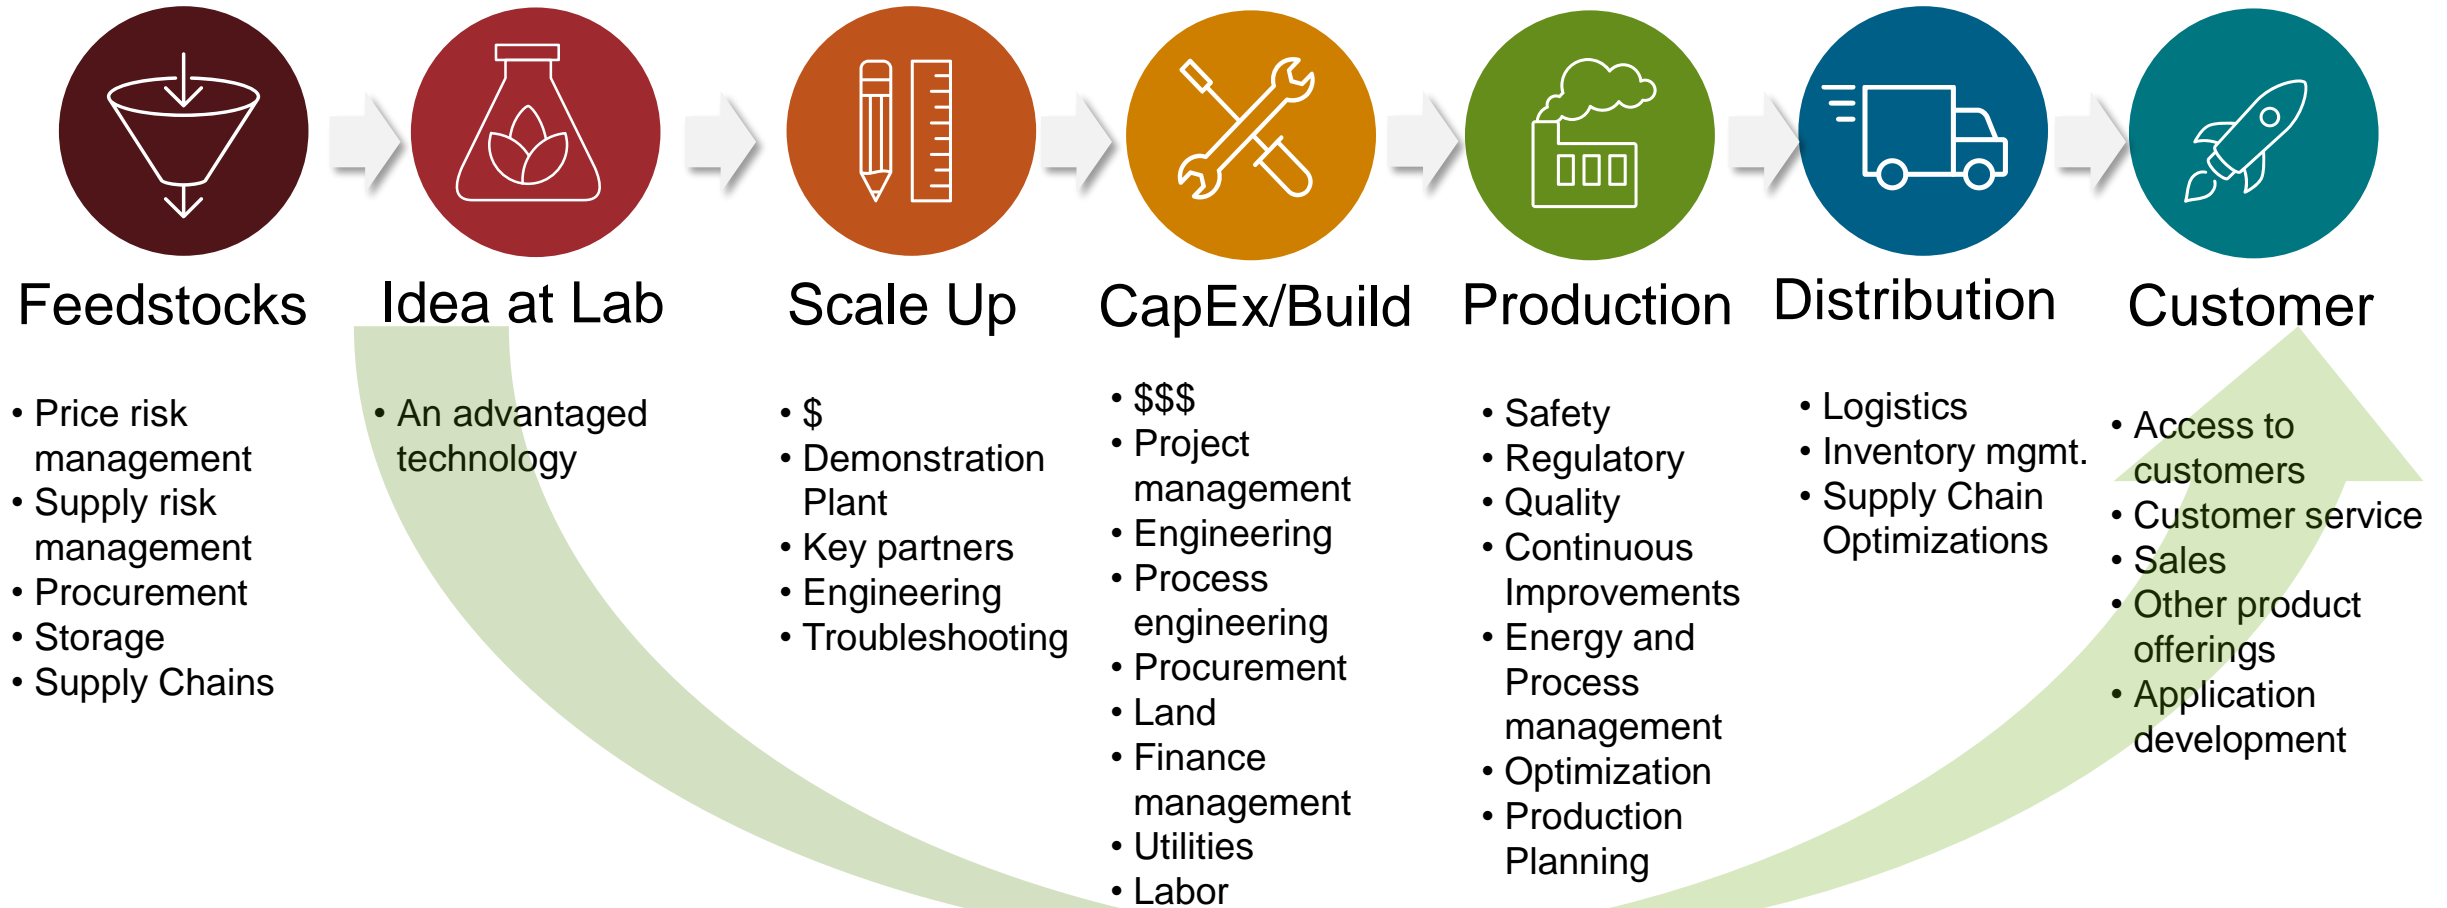 Feedstocks
• Price risk
management
• Supply risk
management
• Procurement
• Storage
• Supply Chains
Idea at Lab
• An advantaged
technology
Scale Up
• $
• Demonstration
Plant
• Key partners
• Engineering
• Troubleshooting
CapEx/Build
• $$$
• Project
management
• Engineering
• Process
engineering
• Procurement
• Land
• Finance
management
• Utilities
• Labor
Production
• Safety
• Regulatory
• Quality
• Continuous
Improvements
• Energy and
Process
management
• Optimization
• Production
Planning
Distribution
• Logistics
• Inventory mgmt.
• Supply Chain
Optimizations
Customer
• Access to
customers
• Customer service
• Sales
• Other product
offerings
• Application
development